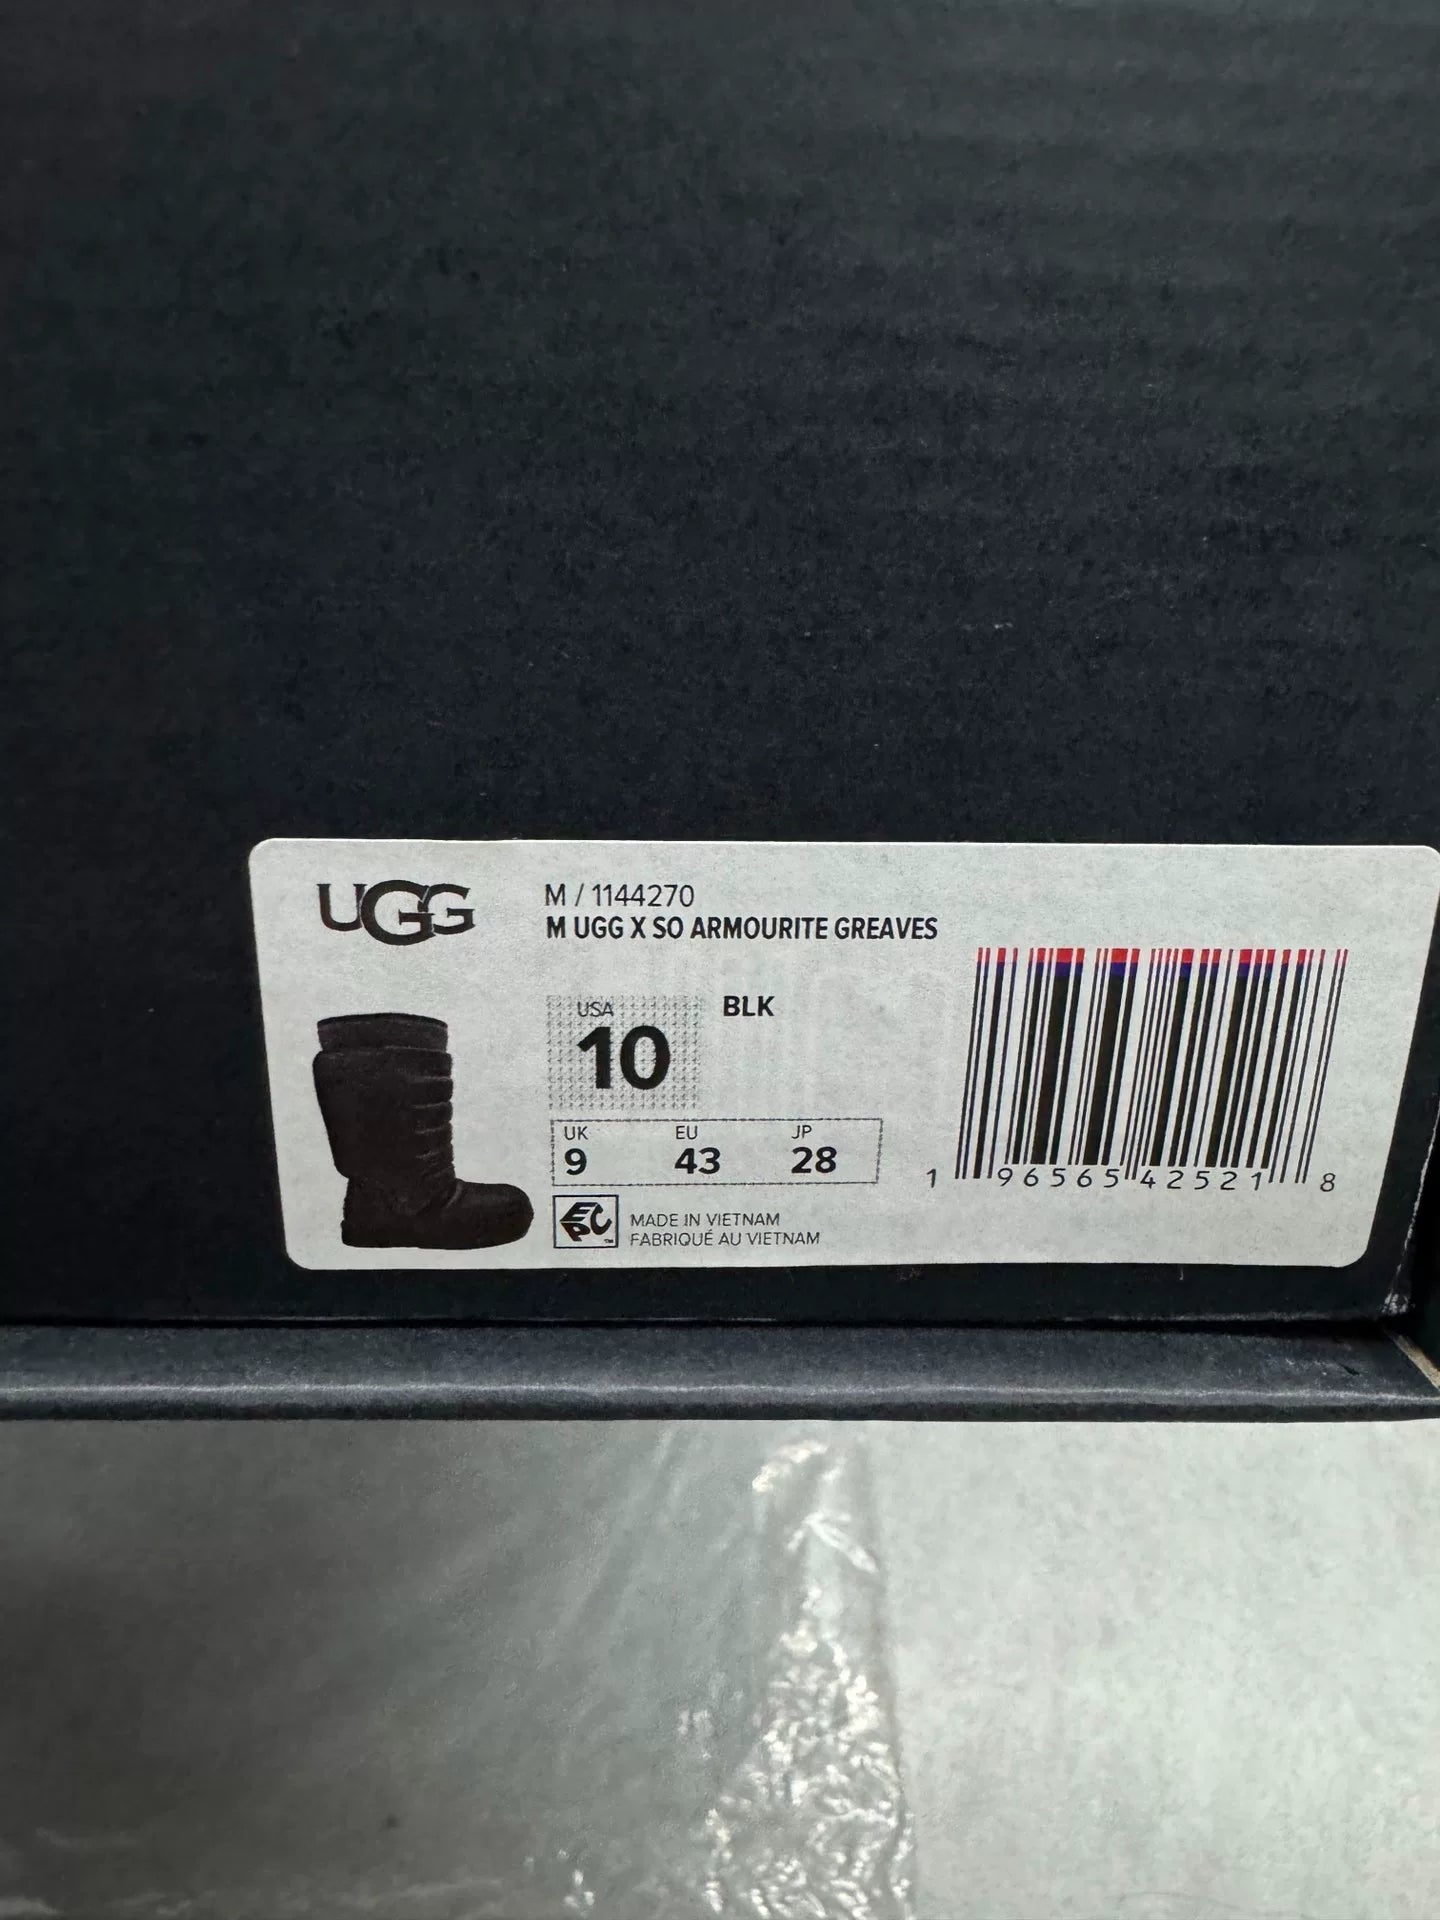 UGG
M / 1144270
M UGG X SO ARMOURITE GREAVES
USA
10
BLK
UK EU JP
9 43 28
1 96565 42521 8
EPC™
MADE IN VIETNAM
FABRIQUÉ AU VIETNAM